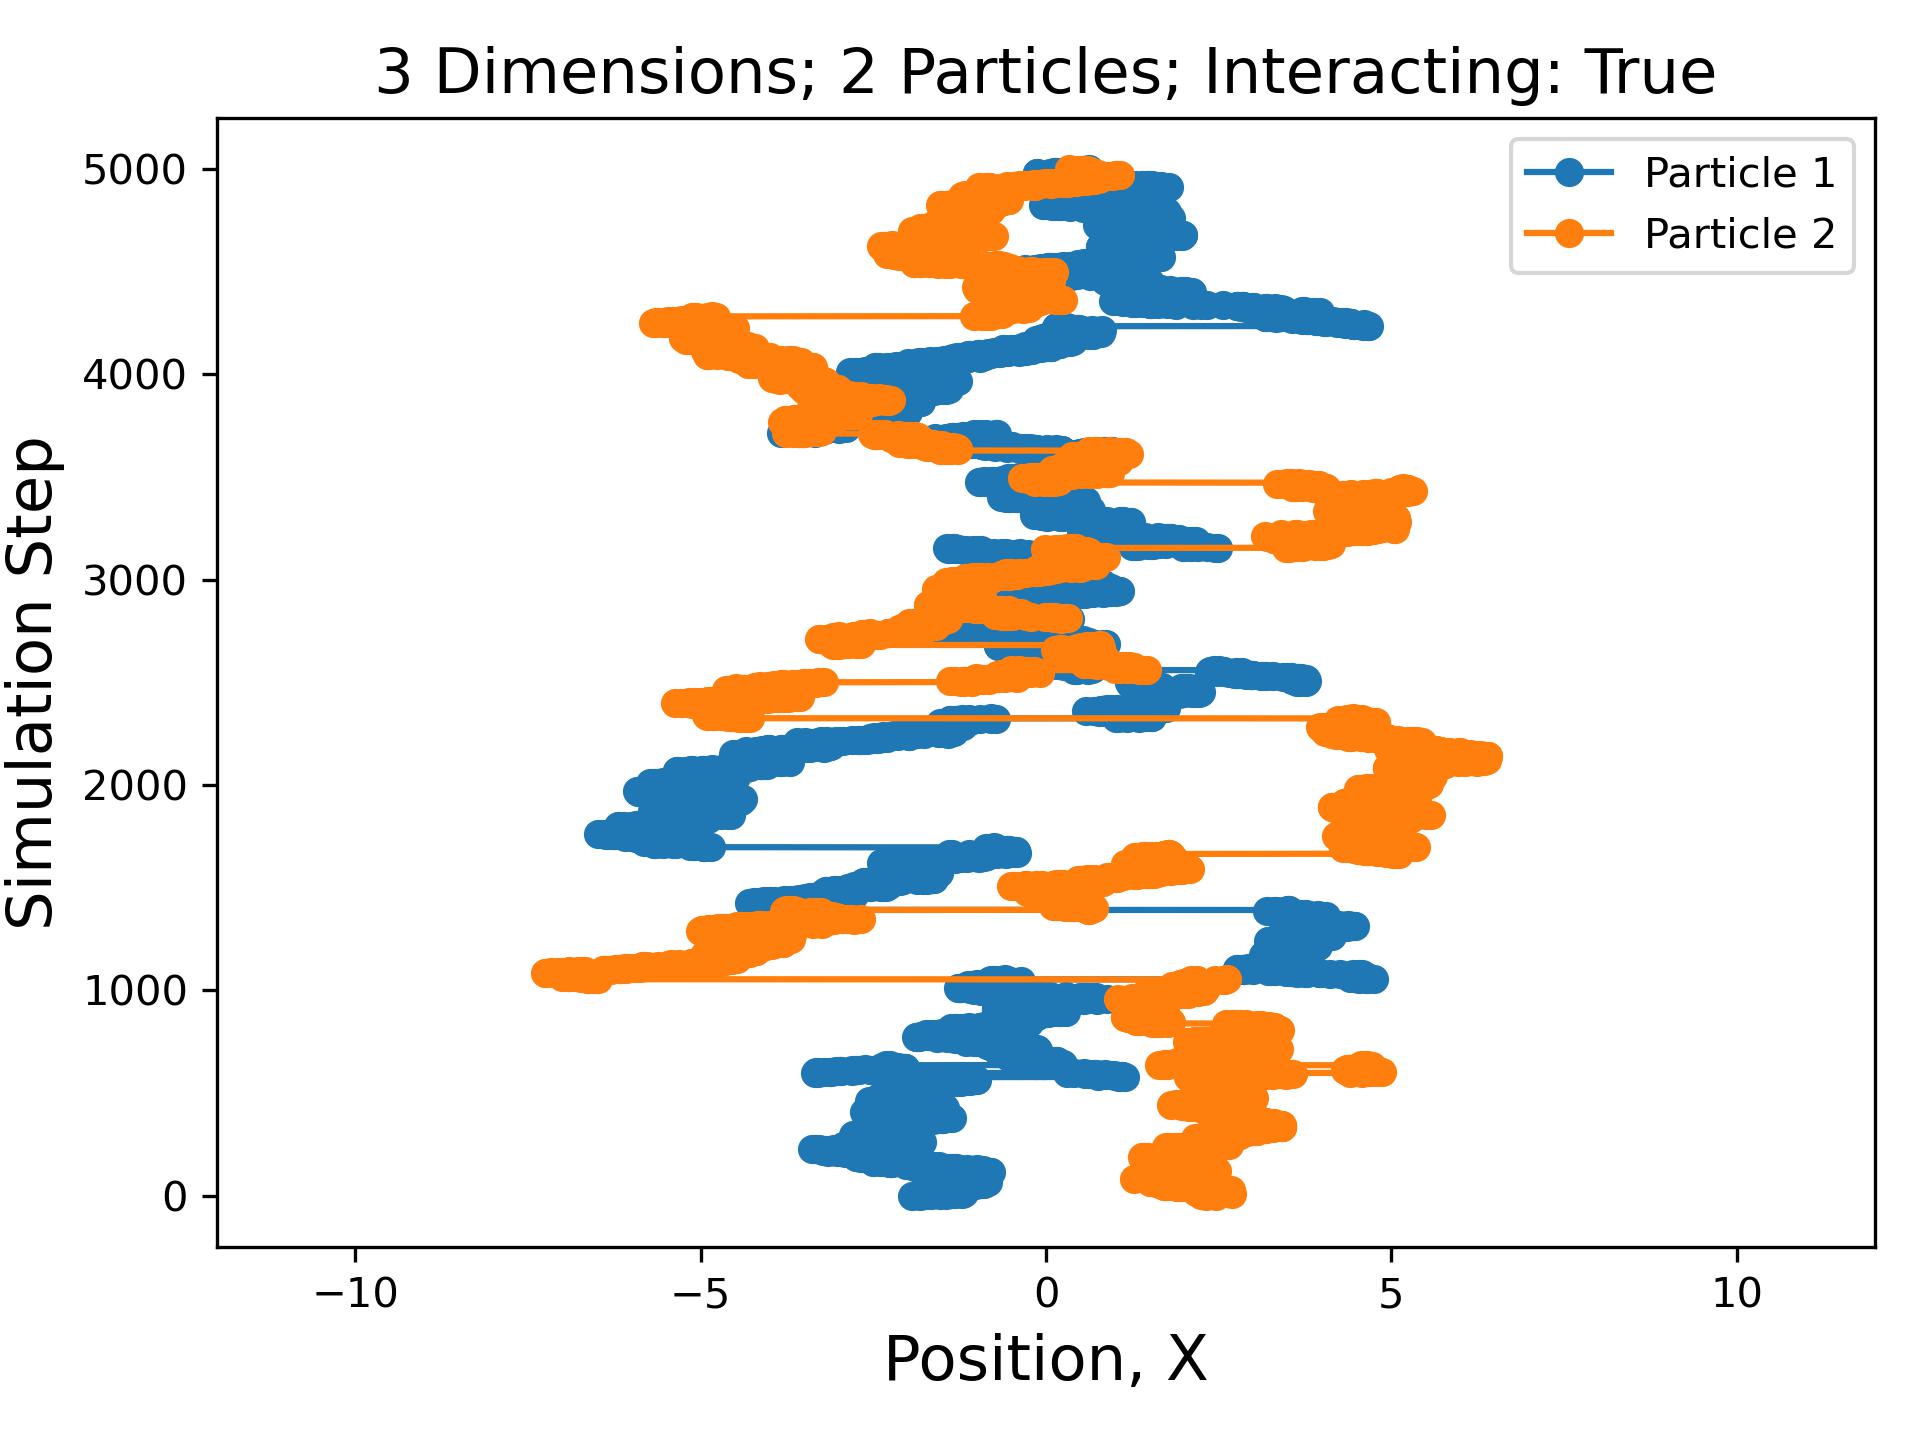 3 Dimensions; 2 Particles; Interacting: True
Particle 1
Particle 2
Simulation Step
5000
4000
3000
2000
1000
0
−10
−5
0
5
10
Position, X